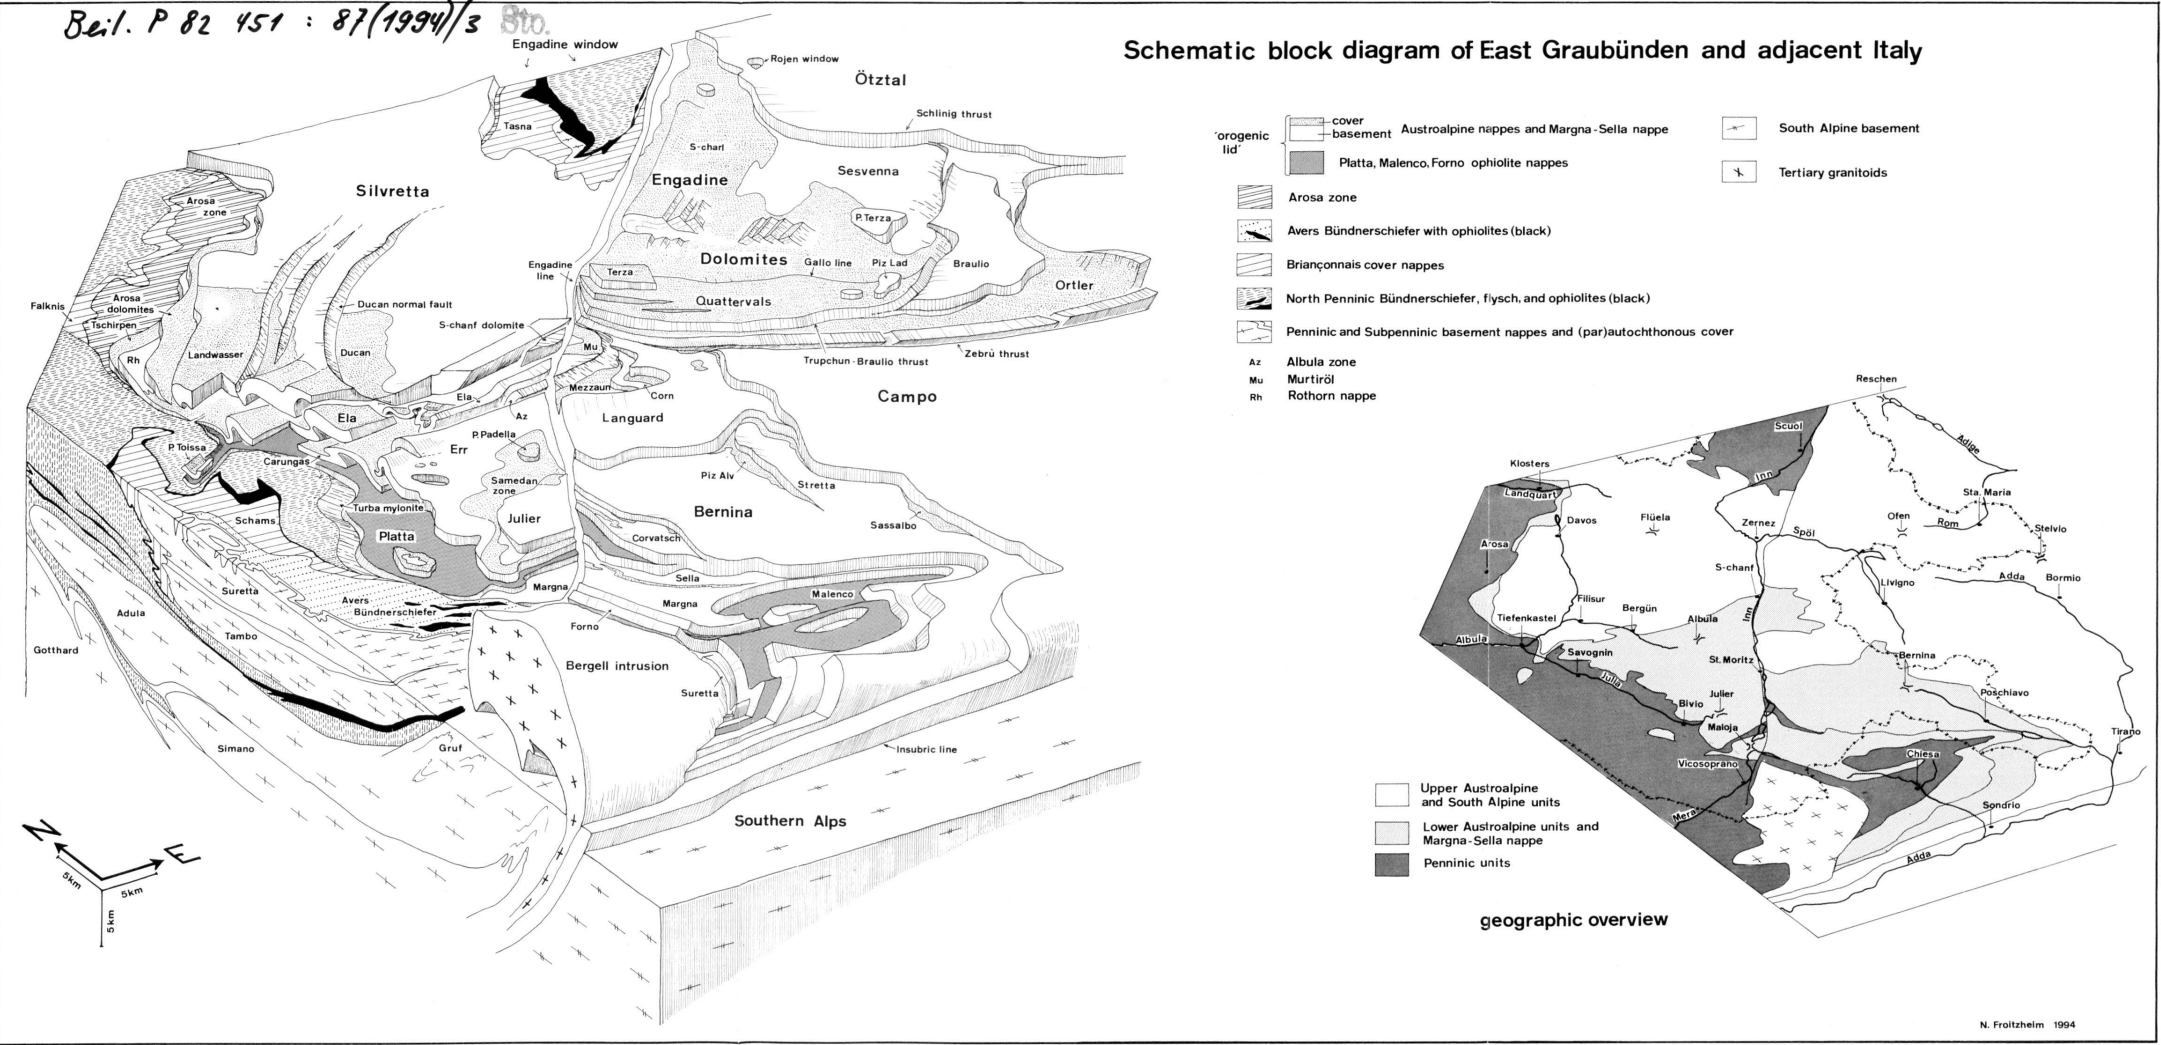 Beil. P 82 451 : 87(1994)/3 Sto.
Schematic block diagram of East Graubünden and adjacent Italy
Engadine window
Rojen window
Ötztal
Schlinig thrust
Tasna
S-charl
Engadine
Sesvenna
Silvretta
Arosa
zone
P.Terza
Dolomites
Gallo line
Piz Lad
Braulio
Engadine
line
Terza
Quattervals
Ortler
Falknis
Arosa
dolomites
Tschirpen
Ducan normal fault
S-chanf dolomite
Rh
Landwasser
Ducan
Mu
Trupchun-Braulio thrust
Zebrù thrust
Mezzaun
Corn
Campo
Ela
Ela
Az
Languard
P.Toissa
Carungas
Err
P.Padella
Piz Alv
Stretta
Samedan
zone
Turba mylonite
Julier
Bernina
Sassalbo
Schams
Platta
Corvatsch
Sella
Margna
Margna
Malenco
Suretta
Avers
Bündnerschiefer
Forno
Adula
Tambo
Gotthard
Bergell intrusion
Suretta
Simano
Gruf
Insubric line
Southern Alps
N
E
5km
5km
5km
'orogenic
lid'
cover
basement
Austroalpine nappes and Margna-Sella nappe
Platta, Malenco, Forno ophiolite nappes
Arosa zone
Avers Bündnerschiefer with ophiolites (black)
Briançonnais cover nappes
North Penninic Bündnerschiefer, flysch, and ophiolites (black)
Penninic and Subpenninic basement nappes and (par)autochthonous cover
Az Albula zone
Mu Murtiröl
Rh Rothorn nappe
South Alpine basement
Tertiary granitoids
Reschen
Scuol
Adige
Klosters
Inn
Landquart
Sta. Maria
Davos
Flüela
Zernez
Spöl
Ofen
Rom
Stelvio
Arosa
S-chanf
Livigno
Adda
Bormio
Filisur
Bergün
Tiefenkastel
Albula
Inn
Albula
Savognin
St. Moritz
Bernina
Julia
Julier
Poschiavo
Bivio
Maloja
Tirano
Vicosoprano
Chiesa
Mera
Sondrio
Adda
Upper Austroalpine
and South Alpine units
Lower Austroalpine units and
Margna-Sella nappe
Penninic units
geographic overview
N. Froitzheim 1994